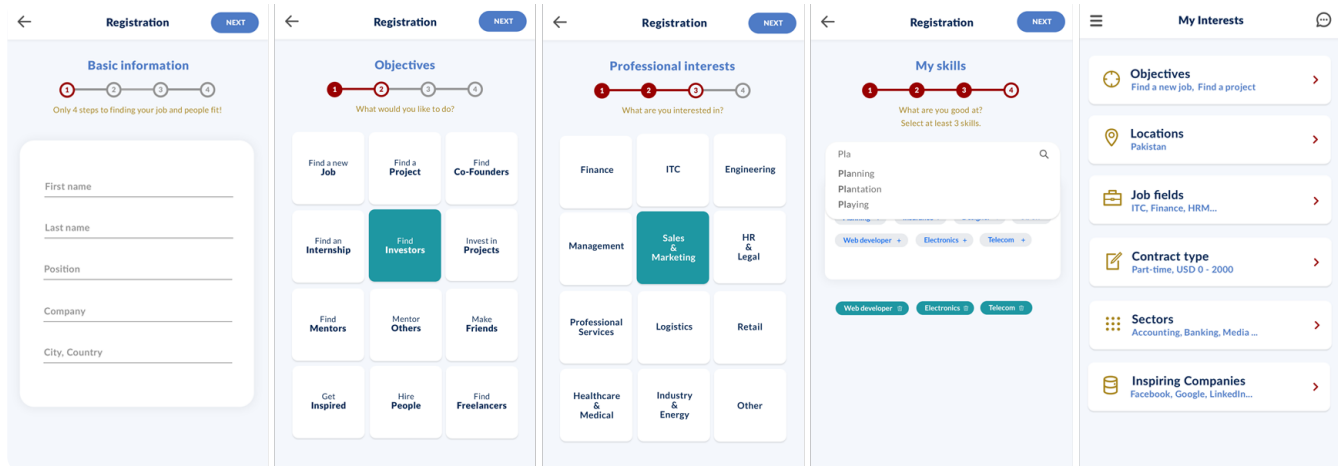 Registration
NEXT
Basic information
1 2 3 4
Only 4 steps to finding your job and people fit!
First name
Last name
Position
Company
City, Country
Registration
NEXT
Objectives
1 2 3 4
What would you like to do?
Find a new
Job
Find a
Project
Find
Co-Founders
Find an
Internship
Find
Investors
Invest in
Projects
Find
Mentors
Mentor
Others
Make
Friends
Get
Inspired
Hire
People
Find
Freelancers
Registration
NEXT
Professional interests
1 2 3 4
What are you interested in?
Finance
ITC
Engineering
Management
Sales
&
Marketing
HR
&
Legal
Professional
Services
Logistics
Retail
Healthcare
&
Medical
Industry
&
Energy
Other
Registration
NEXT
My skills
1 2 3 4
What are you good at?
Select at least 3 skills.
Pla
Planning
Plantation
Playing
Web developer +
Electronics +
Telecom +
Web developer
Electronics
Telecom
My Interests
Objectives
Find a new job, Find a project
Locations
Pakistan
Job fields
ITC, Finance, HRM...
Contract type
Part-time, USD 0 - 2000
Sectors
Accounting, Banking, Media ...
Inspiring Companies
Facebook, Google, LinkedIn...